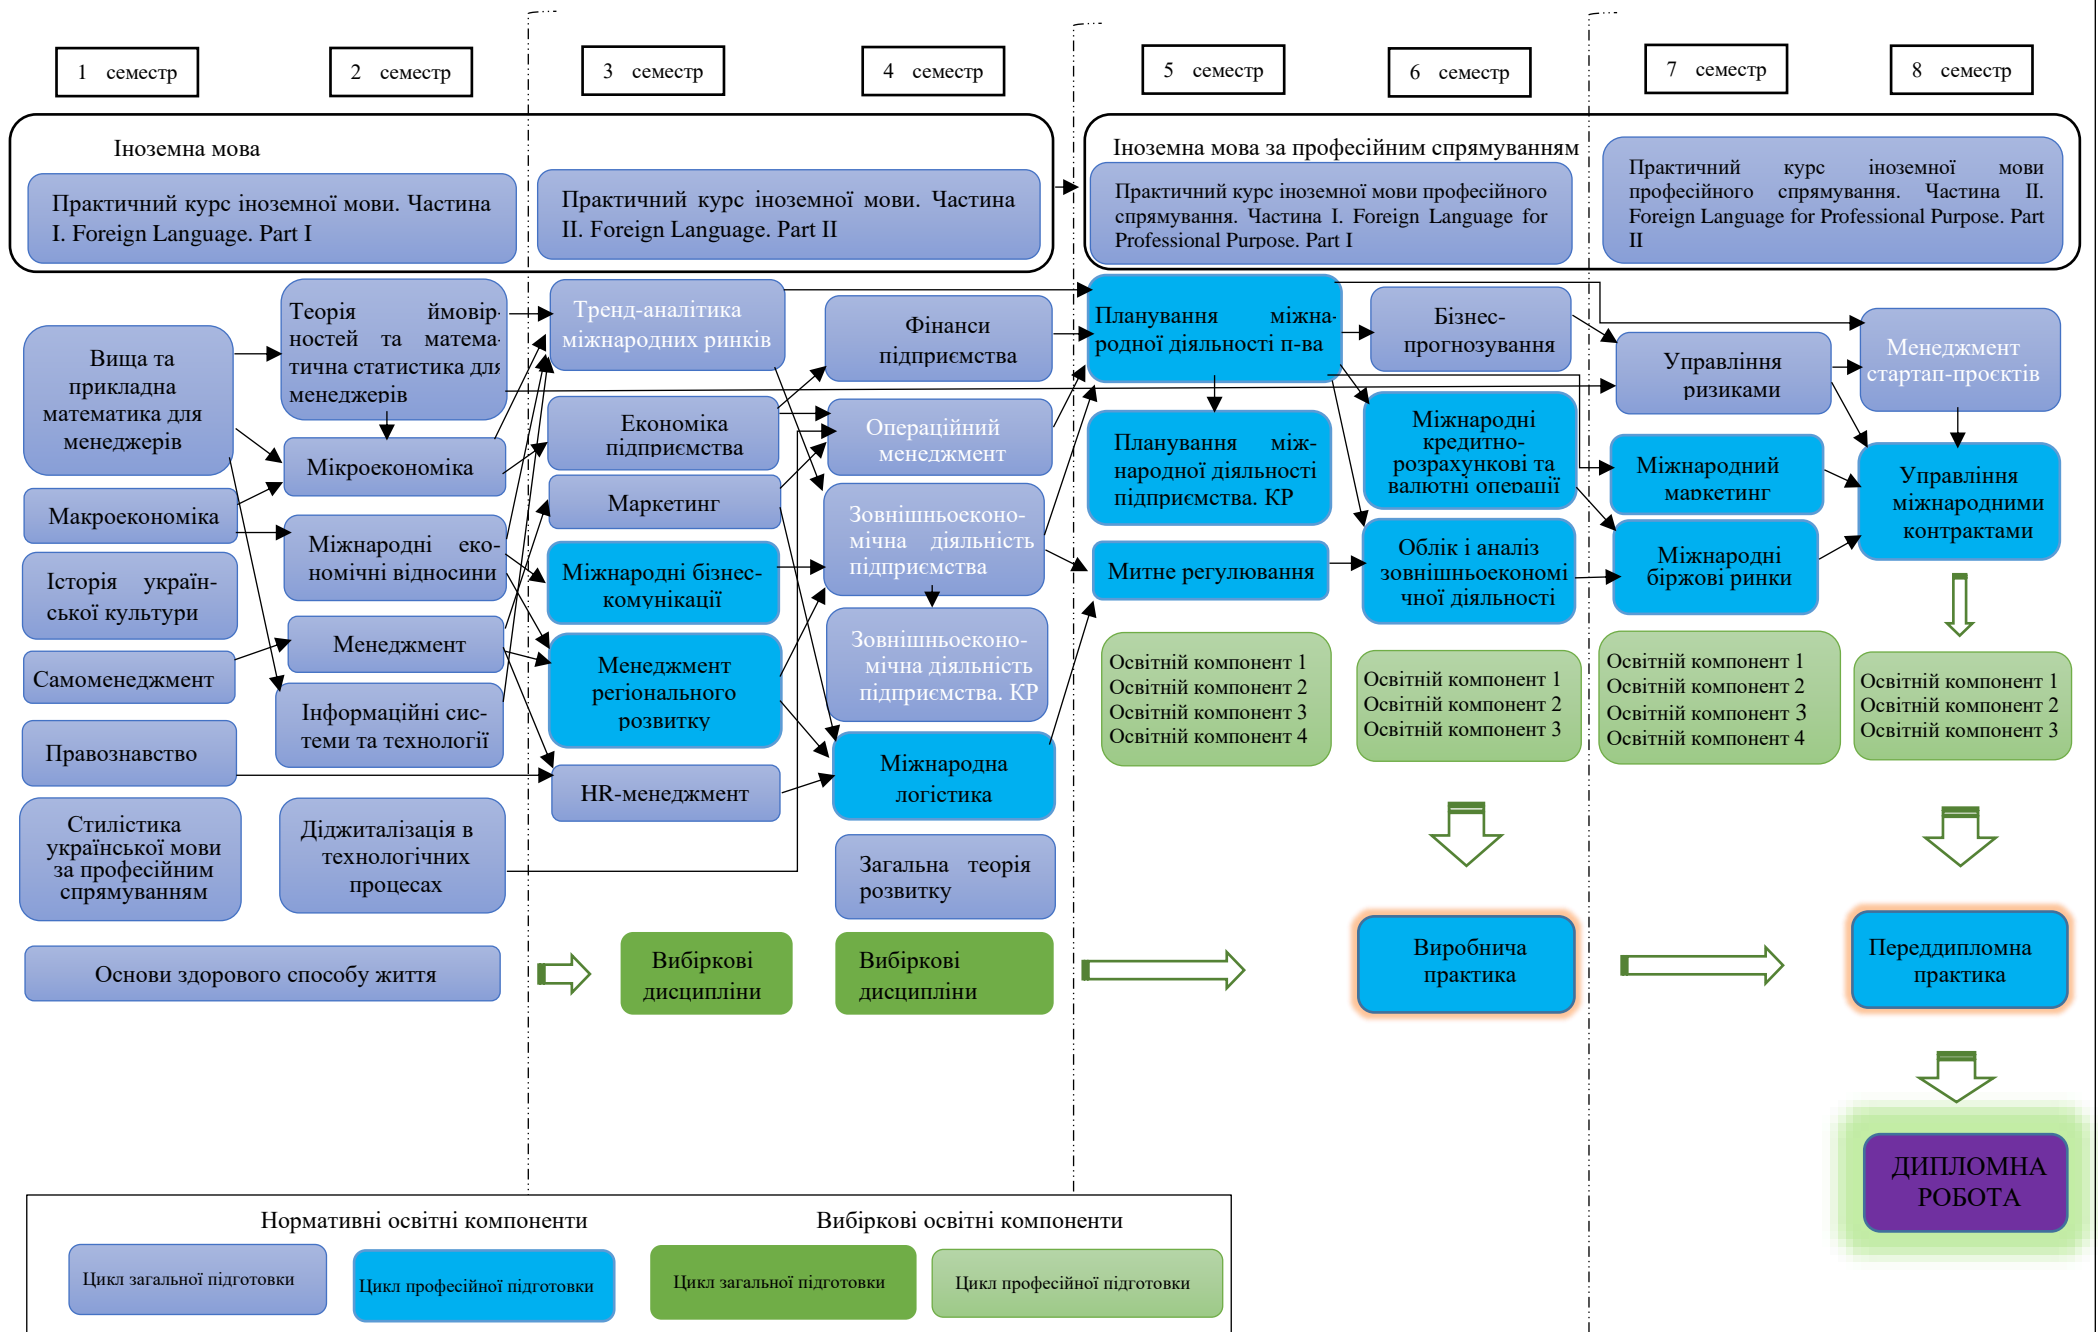 1 семестр
2 семестр
3 семестр
4 семестр
5 семестр
6 семестр
7 семестр
8 семестр
Іноземна мова
Практичний курс іноземної мови. Частина
I. Foreign Language. Part I
Практичний курс іноземної мови. Частина
II. Foreign Language. Part II
Іноземна мова за професійним спрямуванням
Практичний курс іноземної мови професійного
спрямування. Частина I. Foreign Language for
Professional Purpose. Part I
Практичний курс іноземної мови
професійного спрямування. Частина II.
Foreign Language for Professional Purpose. Part
II
Вища та
прикладна
математика для
менеджерів
Макроекономіка
Історія україн-
ської культури
Самоменеджмент
Правознавство
Стилістика
української мови
за професійним
спрямуванням
Теорія ймовір-
ностей та матема-
тична статистика для
менеджерів
Мікроекономіка
Міжнародні еко-
номічні відносини
Менеджмент
Інформаційні сис-
теми та технології
Діджиталізація в
технологічних
процесах
Основи здорового способу життя
Тренд-аналітика
міжнародних ринків
Економіка
підприємства
Маркетинг
Міжнародні бізнес-
комунікації
Менеджмент
регіонального
розвитку
HR-менеджмент
Вибіркові
дисципліни
Фінанси
підприємства
Операційний
менеджмент
Зовнішньоеконо-
мічна діяльність
підприємства
Зовнішньоеконо-
мічна діяльність
підприємства. КР
Міжнародна
логістика
Загальна теорія
розвитку
Вибіркові
дисципліни
Планування міжна-
родної діяльності п-ва
Планування між-
народної діяльності
підприємства. КР
Митне регулювання
Освітній компонент 1
Освітній компонент 2
Освітній компонент 3
Освітній компонент 4
Бізнес-
прогнозування
Міжнародні
кредитно-
розрахункові та
валютні операції
Облік і аналіз
зовнішньоекономі
чної діяльності
Освітній компонент 1
Освітній компонент 2
Освітній компонент 3
Виробнича
практика
Управління
ризиками
Міжнародний
маркетинг
Міжнародні
біржові ринки
Освітній компонент 1
Освітній компонент 2
Освітній компонент 3
Освітній компонент 4
Менеджмент
стартап-проєктів
Управління
міжнародними
контрактами
Освітній компонент 1
Освітній компонент 2
Освітній компонент 3
Переддипломна
практика
ДИПЛОМНА
РОБОТА
Нормативні освітні компоненти
Вибіркові освітні компоненти
Цикл загальної підготовки
Цикл професійної підготовки
Цикл загальної підготовки
Цикл професійної підготовки